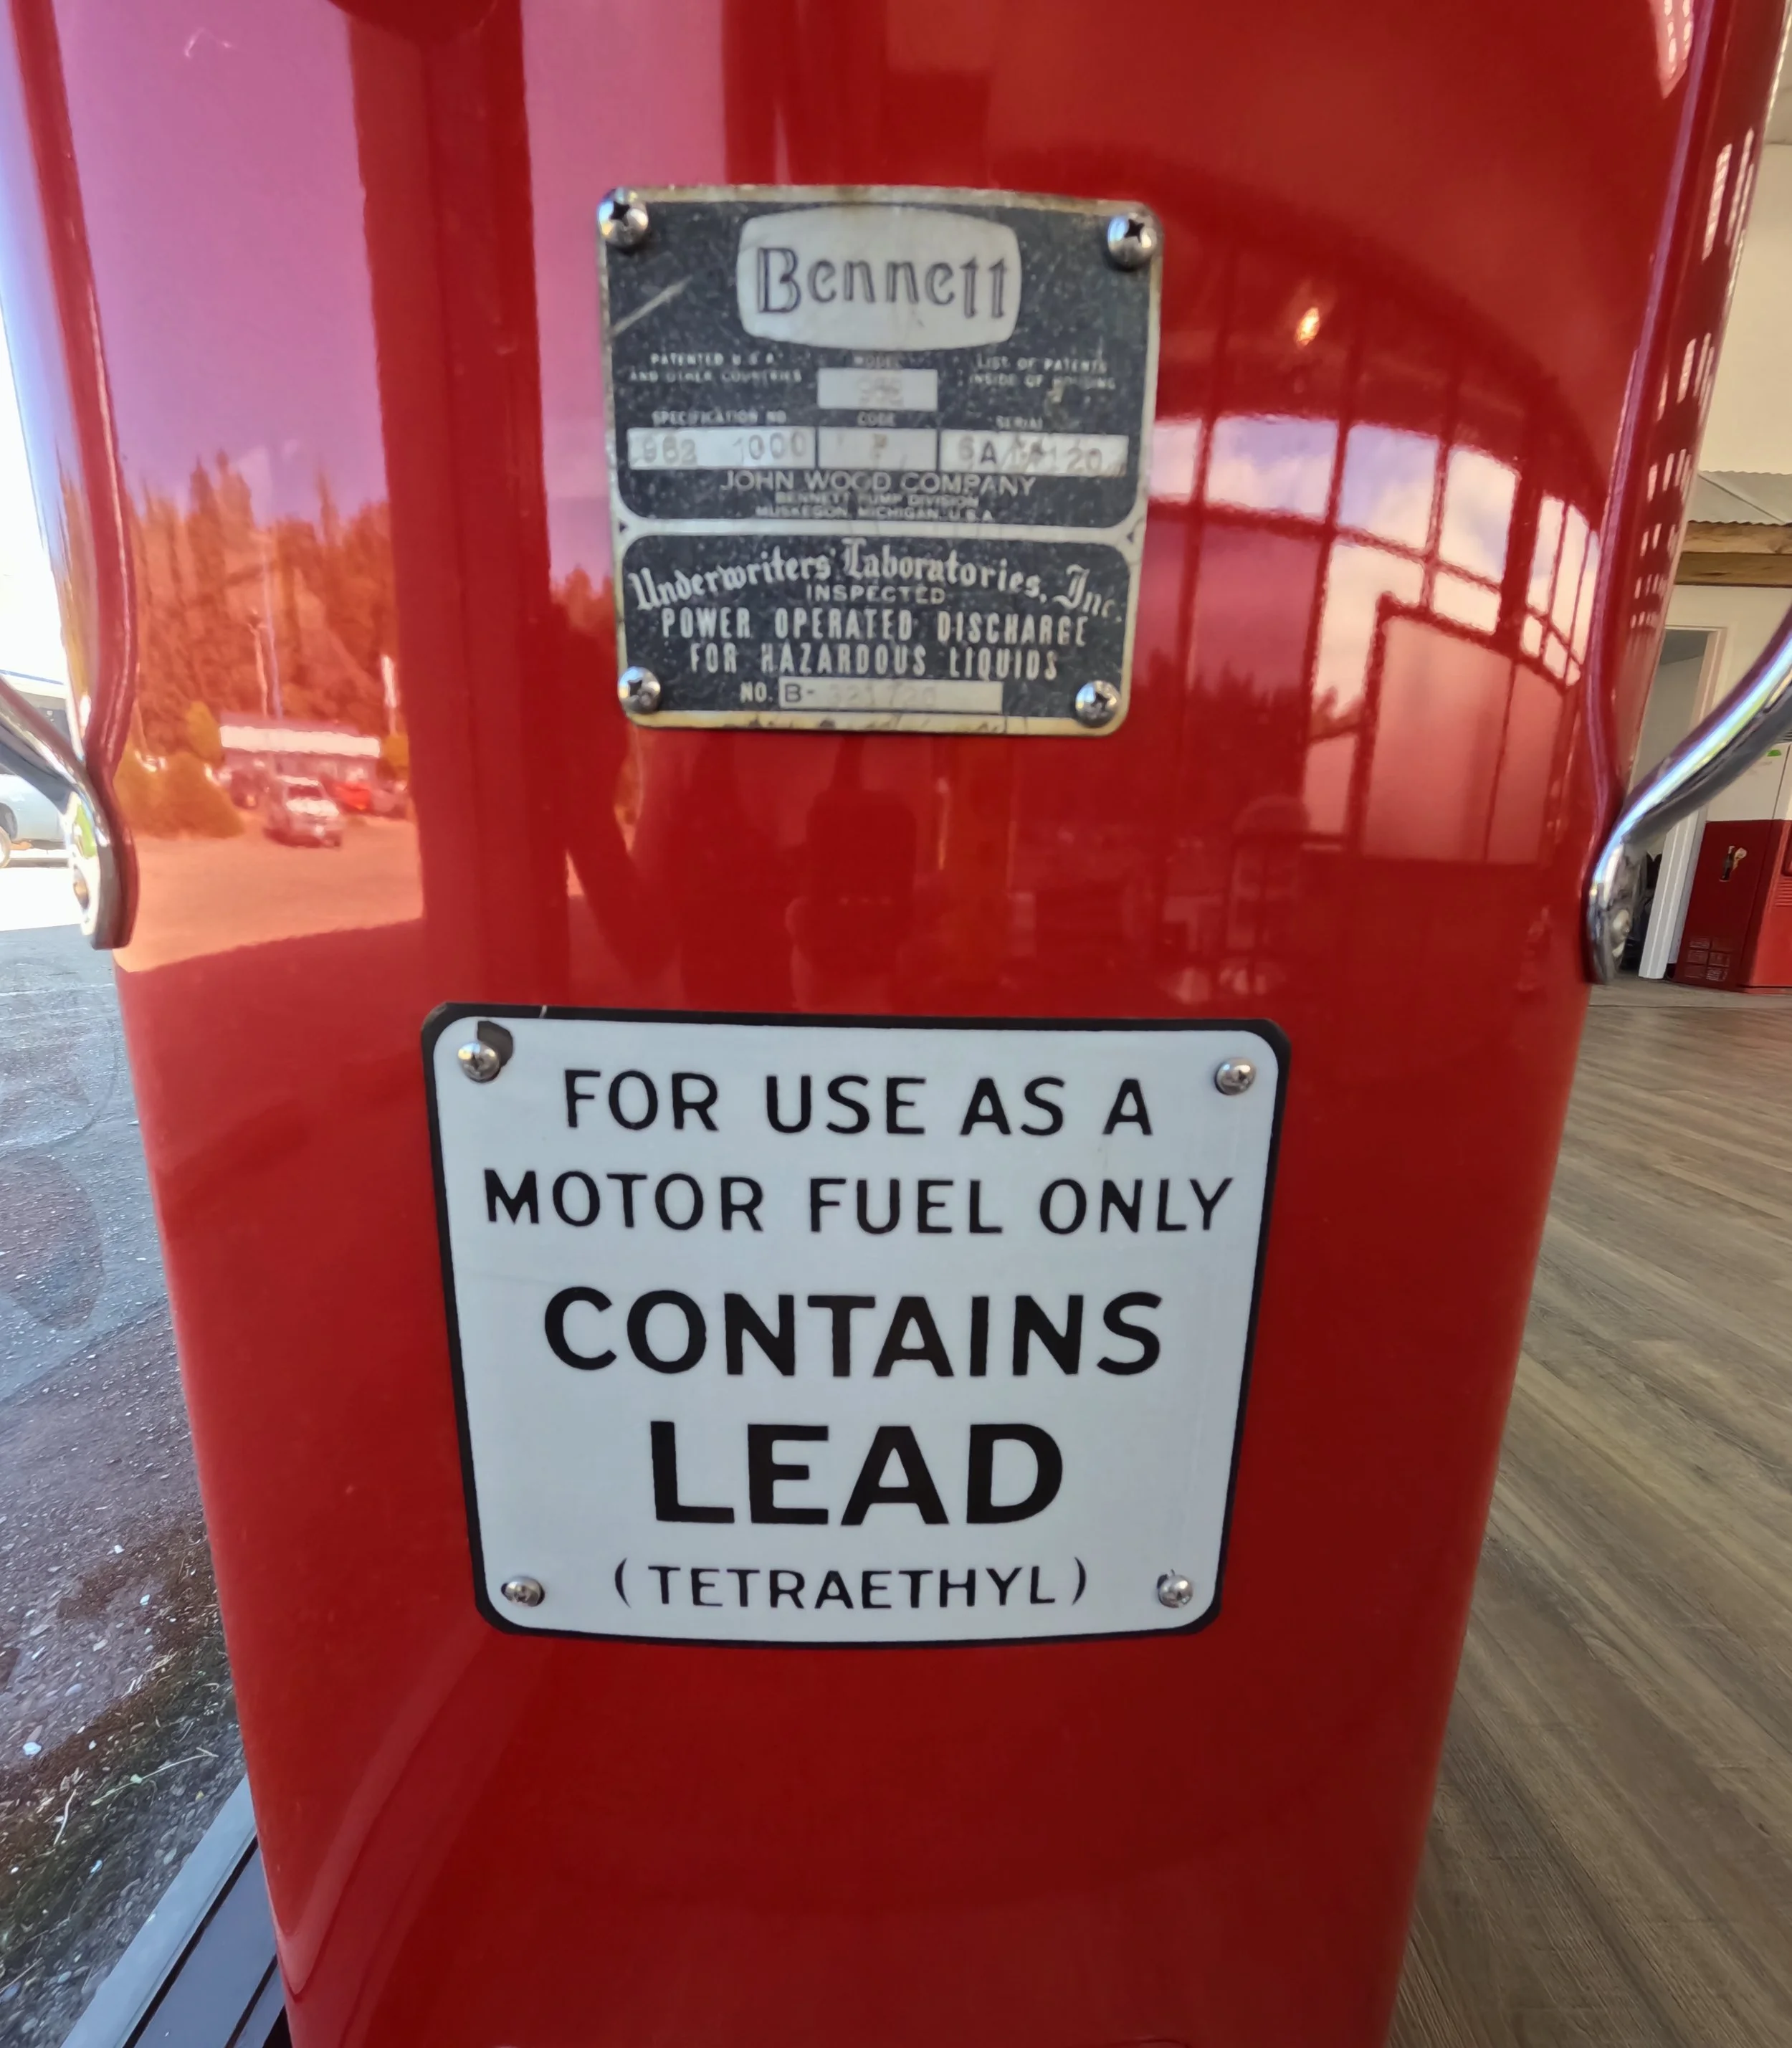 Bennett
PATENTED U.S.A.
AND OTHER COUNTRIES
MODEL
LIST OF PATENTS
INSIDE OF HOUSING
SPECIFICATION NO.
CODE
SERIAL
962 1000
JOHN WOOD COMPANY
BENNETT PUMP DIVISION
MUSKEGON, MICHIGAN, U.S.A.
Underwriters' Laboratories, Inc.
INSPECTED
POWER OPERATED DISCHARGE
FOR HAZARDOUS LIQUIDS
NO. B-
FOR USE AS A
MOTOR FUEL ONLY
CONTAINS
LEAD
(TETRAETHYL)